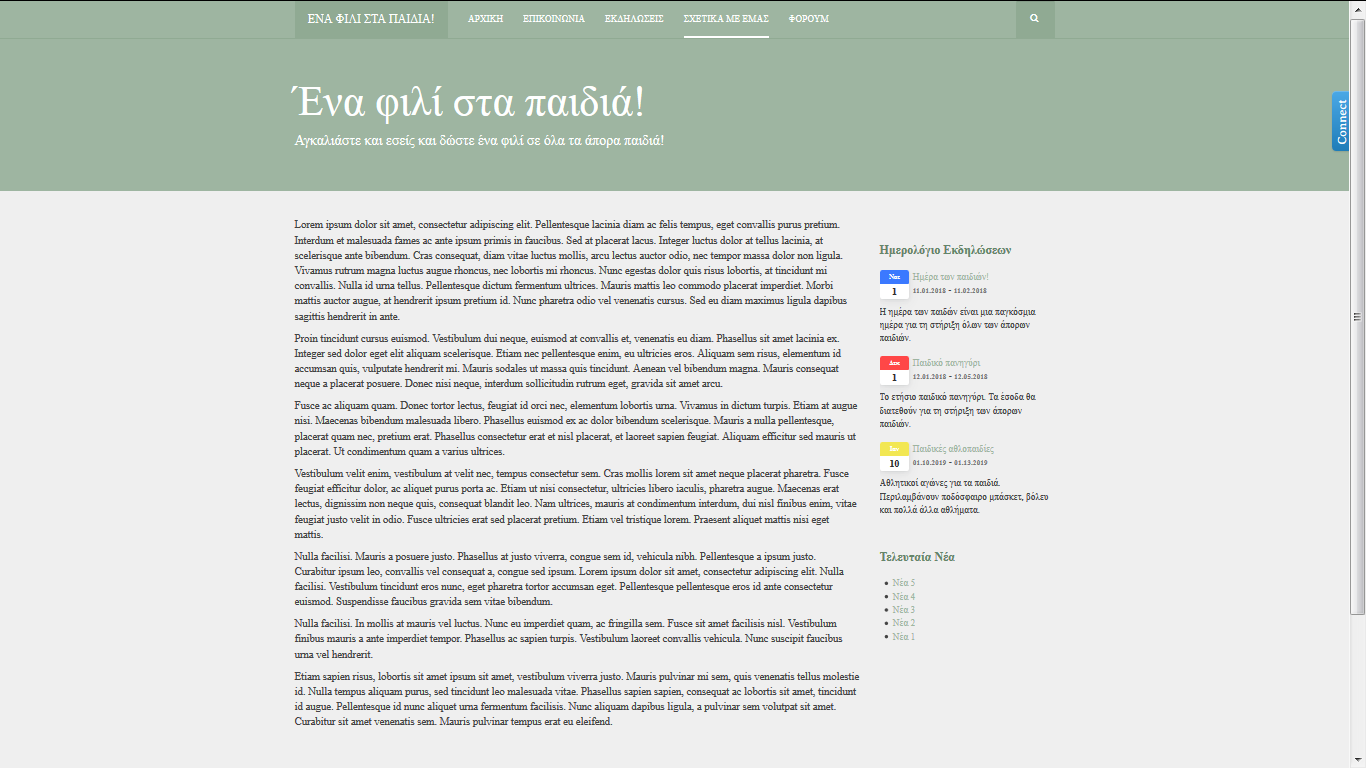 ΕΝΑ ΦΙΛΙ ΣΤΑ ΠΑΙΔΙΑ!
ΑΡΧΙΚΗ
ΕΠΙΚΟΙΝΩΝΙΑ
ΕΚΔΗΛΩΣΕΙΣ
ΣΧΕΤΙΚΑ ΜΕ ΕΜΑΣ
ΦΟΡΟΥΜ
Ένα φιλί στα παιδιά!
Αγκαλιάστε και εσείς και δώστε ένα φιλί σε όλα τα άπορα παιδιά!
Connect
Lorem ipsum dolor sit amet, consectetur adipiscing elit. Pellentesque lacinia diam ac felis tempus, eget convallis purus pretium.
Interdum et malesuada fames ac ante ipsum primis in faucibus. Sed at placerat lacus. Integer luctus dolor at tellus lacinia, at
scelerisque ante bibendum. Cras consequat, diam vitae luctus mollis, arcu lectus auctor odio, nec tempor massa dolor non ligula.
Vivamus rutrum magna luctus augue rhoncus, nec lobortis mi rhoncus. Nunc egestas dolor quis risus lobortis, at tincidunt mi
convallis. Nulla id urna tellus. Pellentesque dictum fermentum ultrices. Mauris mattis leo commodo placerat imperdiet. Morbi
mattis auctor augue, at hendrerit ipsum pretium id. Nunc pharetra odio vel venenatis cursus. Sed eu diam maximus ligula dapibus
sagittis hendrerit in ante.
Proin tincidunt cursus euismod. Vestibulum dui neque, euismod at convallis et, venenatis eu diam. Phasellus sit amet lacinia ex.
Integer sed dolor eget elit aliquam scelerisque. Etiam nec pellentesque enim, eu ultricies eros. Aliquam sem risus, elementum id
accumsan quis, vulputate hendrerit mi. Mauris sodales ut massa quis tincidunt. Aenean vel bibendum magna. Mauris consequat
neque a placerat posuere. Donec nisi neque, interdum sollicitudin rutrum eget, gravida sit amet arcu.
Fusce ac aliquam quam. Donec tortor lectus, feugiat id orci nec, elementum lobortis urna. Vivamus in dictum turpis. Etiam at augue
nisi. Maecenas bibendum malesuada libero. Phasellus euismod ex ac dolor bibendum scelerisque. Mauris a nulla pellentesque,
placerat quam nec, pretium erat. Phasellus consectetur erat et nisl placerat, et laoreet sapien feugiat. Aliquam efficitur sed mauris ut
placerat. Ut condimentum quam a varius ultrices.
Vestibulum velit enim, vestibulum at velit nec, tempus consectetur sem. Cras mollis lorem sit amet neque placerat pharetra. Fusce
feugiat efficitur dolor, ac aliquet purus porta ac. Etiam ut nisi consectetur, ultricies libero iaculis, pharetra augue. Maecenas erat
lectus, dignissim non neque quis, consequat blandit leo. Nam ultrices, mauris at condimentum interdum, dui nisl finibus enim, vitae
feugiat justo velit in odio. Fusce ultricies erat sed placerat pretium. Etiam vel tristique lorem. Praesent aliquet mattis nisi eget
mattis.
Nulla facilisi. Mauris a posuere justo. Phasellus at justo viverra, congue sem id, vehicula nibh. Pellentesque a ipsum justo.
Curabitur ipsum leo, convallis vel consequat a, congue sed ipsum. Lorem ipsum dolor sit amet, consectetur adipiscing elit. Nulla
facilisi. Vestibulum tincidunt eros nunc, eget pharetra tortor accumsan eget. Pellentesque pellentesque eros id ante consectetur
euismod. Suspendisse faucibus gravida sem vitae bibendum.
Nulla facilisi. In mollis at mauris vel luctus. Nunc eu imperdiet quam, ac fringilla sem. Fusce sit amet facilisis nisl. Vestibulum
finibus mauris a ante imperdiet tempor. Phasellus ac sapien turpis. Vestibulum laoreet convallis vehicula. Nunc suscipit faucibus
urna vel hendrerit.
Etiam sapien risus, lobortis sit amet ipsum sit amet, vestibulum viverra justo. Mauris pulvinar mi sem, quis venenatis tellus molestie
id. Nulla tempus aliquam purus, sed tincidunt leo malesuada vitae. Phasellus sapien sapien, consequat ac lobortis sit amet, tincidunt
id augue. Pellentesque id nunc aliquet urna fermentum facilisis. Nunc aliquam dapibus ligula, a pulvinar sem volutpat sit amet.
Curabitur sit amet venenatis sem. Mauris pulvinar tempus erat eu eleifend.
Ημερολόγιο Εκδηλώσεων
Νοε
1
Ημέρα των παιδιών!
11.01.2018 - 11.02.2018
Η ημέρα των παιδών είναι μια παγκόσμια
ημέρα για τη στήριξη όλων των άπορων
παιδιών.
Δεκ
1
Παιδικό πανηγύρι
12.01.2018 - 12.05.2018
Το ετήσιο παιδικό πανηγύρι. Τα έσοδα θα
διατεθούν για τη στήριξη των άπορων
παιδιών.
Ιαν
10
Παιδικές αθλοπαιδίες
01.10.2019 - 01.13.2019
Αθλητικοί αγώνες για τα παιδιά.
Περιλαμβάνουν ποδόσφαιρο μπάσκετ, βόλευ
και πολλά άλλα αθλήματα.
Τελευταία Νέα
Νέα 5
Νέα 4
Νέα 3
Νέα 2
Νέα 1